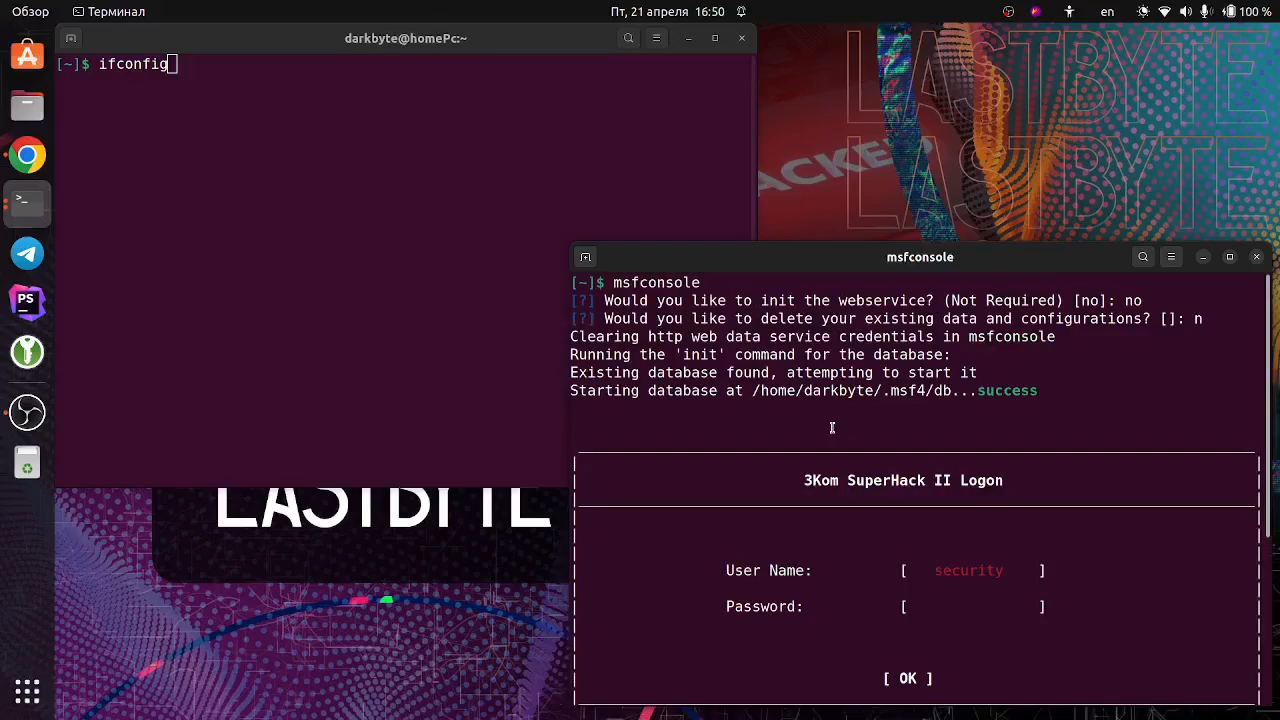 Обзор
Терминал
Пт, 21 апреля 16:50
en
100 %
darkbyte@homePc:~
[~]$ ifconfig
LASTBYTE
LASTBYTE
HACKED
msfconsole
[~]$ msfconsole
[?] Would you like to init the webservice? (Not Required) [no]: no
[?] Would you like to delete your existing data and configurations? []: n
Clearing http web data service credentials in msfconsole
Running the 'init' command for the database:
Existing database found, attempting to start it
Starting database at /home/darkbyte/.msf4/db...success
3Kom SuperHack II Logon
User Name: [ security ]
Password: [ ]
[ OK ]
LASTBYTE
PS